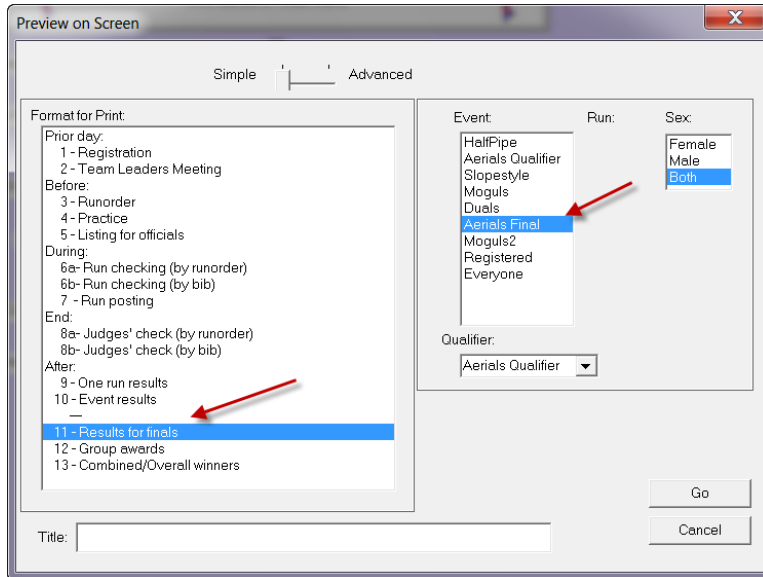 Preview on Screen
Simple Advanced
Format for Print:
Prior day:
1 - Registration
2 - Team Leaders Meeting
Before:
3 - Runorder
4 - Practice
5 - Listing for officials
During:
6a- Run checking (by runorder)
6b- Run checking (by bib)
7 - Run posting
End:
8a- Judges' check (by runorder)
8b- Judges' check (by bib)
After:
9 - One run results
10 - Event results
—
11 - Results for finals
12 - Group awards
13 - Combined/Overall winners
Event: Run: Sex:
HalfPipe
Aerials Qualifier
Slopestyle
Moguls
Duals
Aerials Final
Moguls2
Registered
Everyone
Female
Male
Both
Qualifier:
Aerials Qualifier
Title:
Go
Cancel